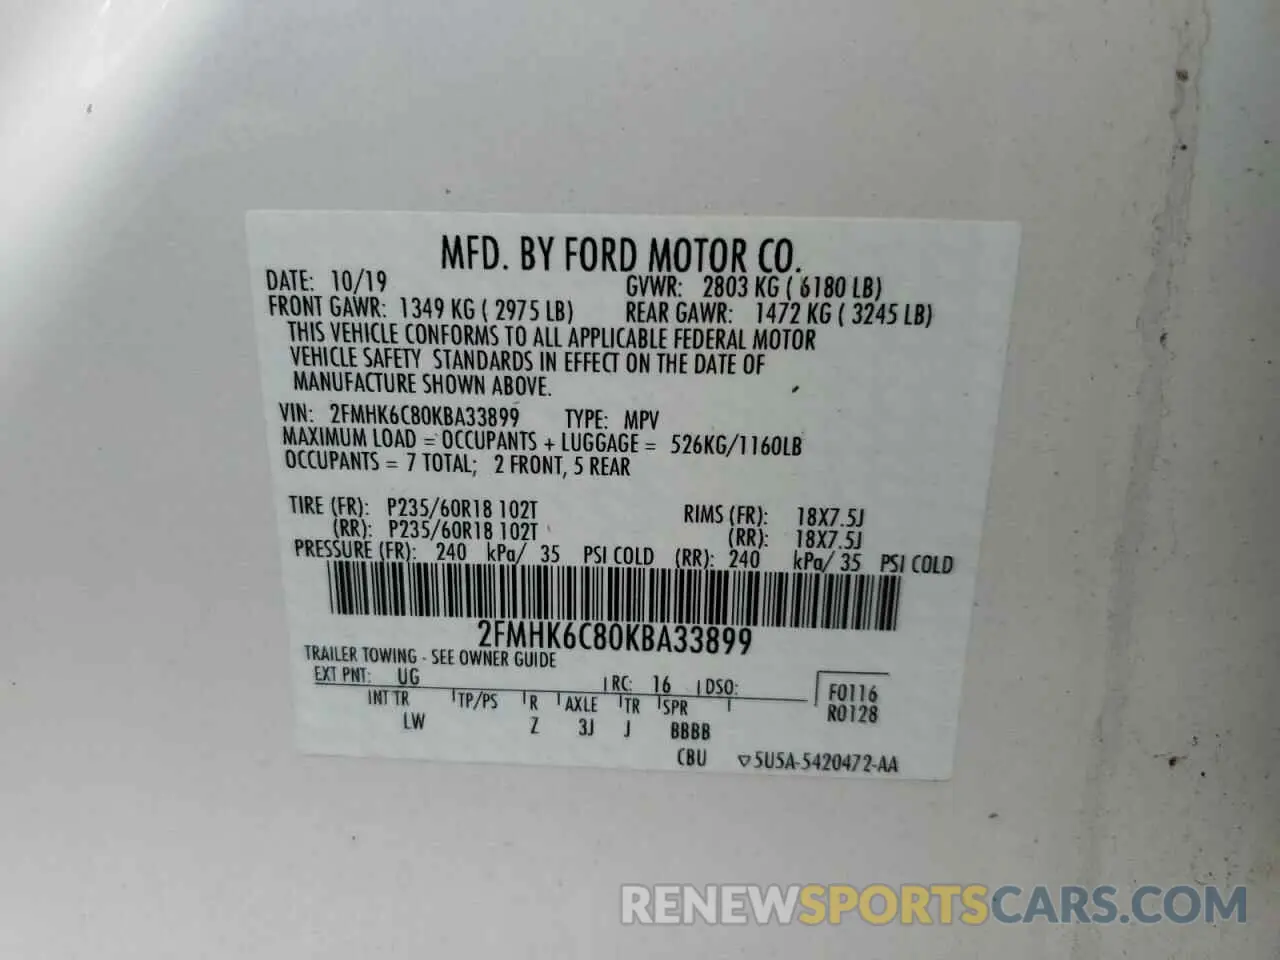 MFD. BY FORD MOTOR CO.
DATE: 10/19 GVWR: 2803 KG ( 6180 LB)
FRONT GAWR: 1349 KG ( 2975 LB) REAR GAWR: 1472 KG ( 3245 LB)
THIS VEHICLE CONFORMS TO ALL APPLICABLE FEDERAL MOTOR
VEHICLE SAFETY STANDARDS IN EFFECT ON THE DATE OF
MANUFACTURE SHOWN ABOVE.
VIN: 2FMHK6C80KBA33899 TYPE: MPV
MAXIMUM LOAD = OCCUPANTS + LUGGAGE = 526KG/1160LB
OCCUPANTS = 7 TOTAL; 2 FRONT, 5 REAR
TIRE (FR): P235/60R18 102T RIMS (FR): 18X7.5J
(RR): P235/60R18 102T (RR): 18X7.5J
PRESSURE (FR): 240 kPa/ 35 PSI COLD (RR): 240 kPa/ 35 PSI COLD
2FMHK6C80KBA33899
TRAILER TOWING - SEE OWNER GUIDE
EXT PNT: UG RC: 16 DSO: F0116
INT TR TP/PS R AXLE TR SPR R0128
LW Z 3J J BBBB
CBU ▽5U5A-5420472-AA
RENEWSPORTSCARS.COM